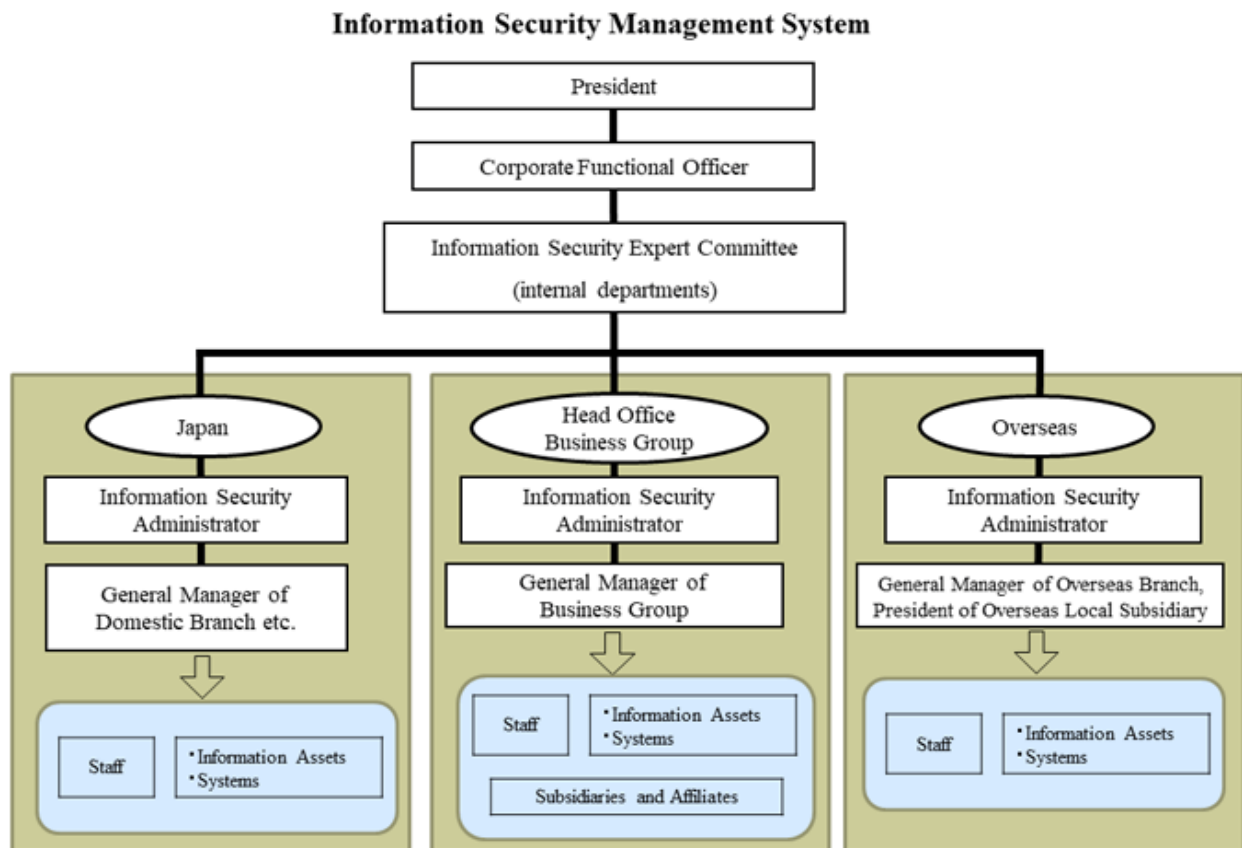 Information Security Management System
President
Corporate Functional Officer
Information Security Expert Committee
(internal departments)
Japan
Information Security
Administrator
General Manager of
Domestic Branch etc.
Staff
・Information Assets
・Systems
Head Office
Business Group
Information Security
Administrator
General Manager of
Business Group
Staff
・Information Assets
・Systems
Subsidiaries and Affiliates
Overseas
Information Security
Administrator
General Manager of Overseas Branch,
President of Overseas Local Subsidiary
Staff
・Information Assets
・Systems